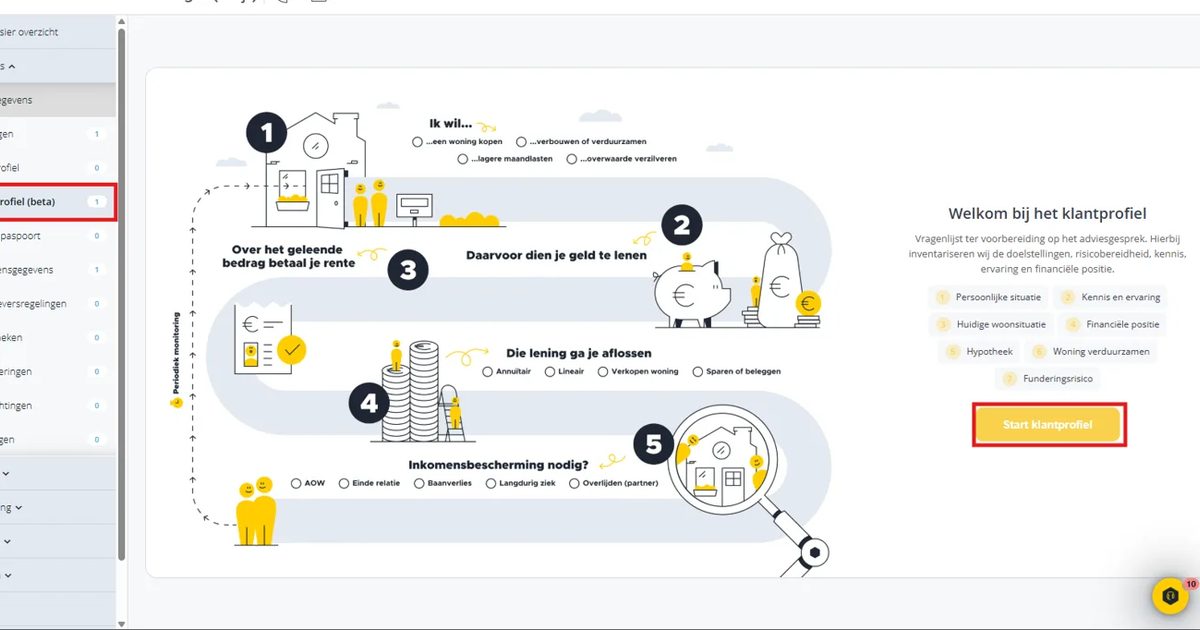 sier overzicht
s
egevens
gen 1
rofiel 0
rofiel (beta) 1
paspoort 0
ensgegevens 1
eversregelingen 0
eken 0
eringen 0
chtingen 0
gen 0
ng
1
Ik wil...
...een woning kopen
...verbouwen of verduurzamen
...lagere maandlasten
...overwaarde verzilveren
2
Daarvoor dien je geld te lenen
Over het geleende
bedrag betaal je rente
3
Periodiek monitoring
Die lening ga je aflossen
Annuïtair
Lineair
Verkopen woning
Sparen of beleggen
4
5
Inkomensbescherming nodig?
AOW
Einde relatie
Baanverlies
Langdurig ziek
Overlijden (partner)
Welkom bij het klantprofiel
Vragenlijst ter voorbereiding op het adviesgesprek. Hierbij
inventariseren wij de doelstellingen, risicobereidheid, kennis,
ervaring en financiële positie.
1 Persoonlijke situatie
2 Kennis en ervaring
3 Huidige woonsituatie
4 Financiële positie
5 Hypotheek
6 Woning verduurzamen
7 Funderingsrisico
Start klantprofiel
10